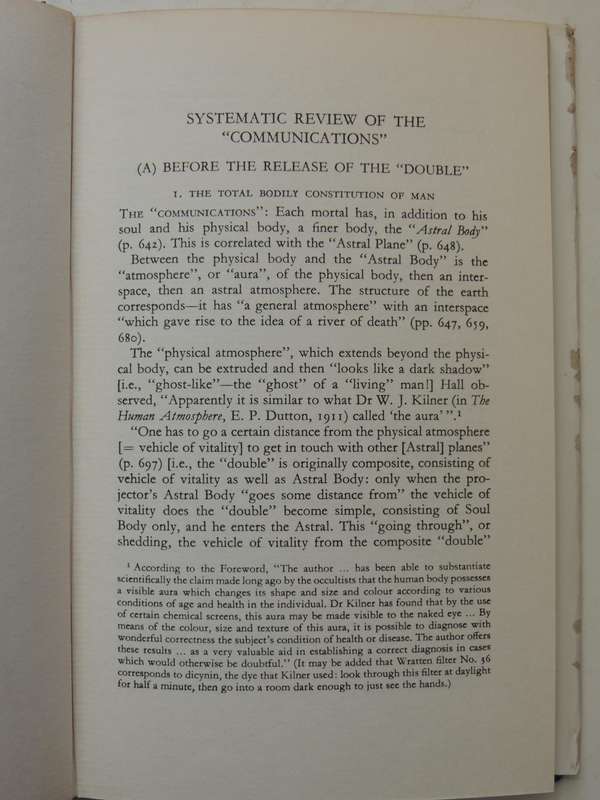 SYSTEMATIC REVIEW OF THE
"COMMUNICATIONS"
(A) BEFORE THE RELEASE OF THE "DOUBLE"
1. THE TOTAL BODILY CONSTITUTION OF MAN
THE "COMMUNICATIONS": Each mortal has, in addition to his
soul and his physical body, a finer body, the "Astral Body"
(p. 642). This is correlated with the "Astral Plane" (p. 648).
Between the physical body and the "Astral Body" is the
"atmosphere", or "aura", of the physical body, then an inter-
space, then an astral atmosphere. The structure of the earth
corresponds—it has "a general atmosphere" with an interspace
"which gave rise to the idea of a river of death" (pp. 647, 659,
680).
The "physical atmosphere", which extends beyond the physi-
cal body, can be extruded and then "looks like a dark shadow"
[i.e., "ghost-like"—the "ghost" of a "living" man!] Hall ob-
served, "Apparently it is similar to what Dr W. J. Kilner (in The
Human Atmosphere, E. P. Dutton, 1911) called 'the aura' ".¹
"One has to go a certain distance from the physical atmosphere
[= vehicle of vitality] to get in touch with other [Astral] planes"
(p. 697) [i.e., the "double" is originally composite, consisting of
vehicle of vitality as well as Astral Body: only when the pro-
jector's Astral Body "goes some distance from" the vehicle of
vitality does the "double" become simple, consisting of Soul
Body only, and he enters the Astral. This "going through", or
shedding, the vehicle of vitality from the composite "double"
¹ According to the Foreword, "The author ... has been able to substantiate
scientifically the claim made long ago by the occultists that the human body possesses
a visible aura which changes its shape and size and colour according to various
conditions of age and health in the individual. Dr Kilner has found that by the use
of certain chemical screens, this aura may be made visible to the naked eye ... By
means of the colour, size and texture of this aura, it is possible to diagnose with
wonderful correctness the subject's condition of health or disease. The author offers
these results ... as a very valuable aid in establishing a correct diagnosis in cases
which would otherwise be doubtful." (It may be added that Wratten filter No. 36
corresponds to dicynin, the dye that Kilner used: look through this filter at daylight
for half a minute, then go into a room dark enough to just see the hands.)